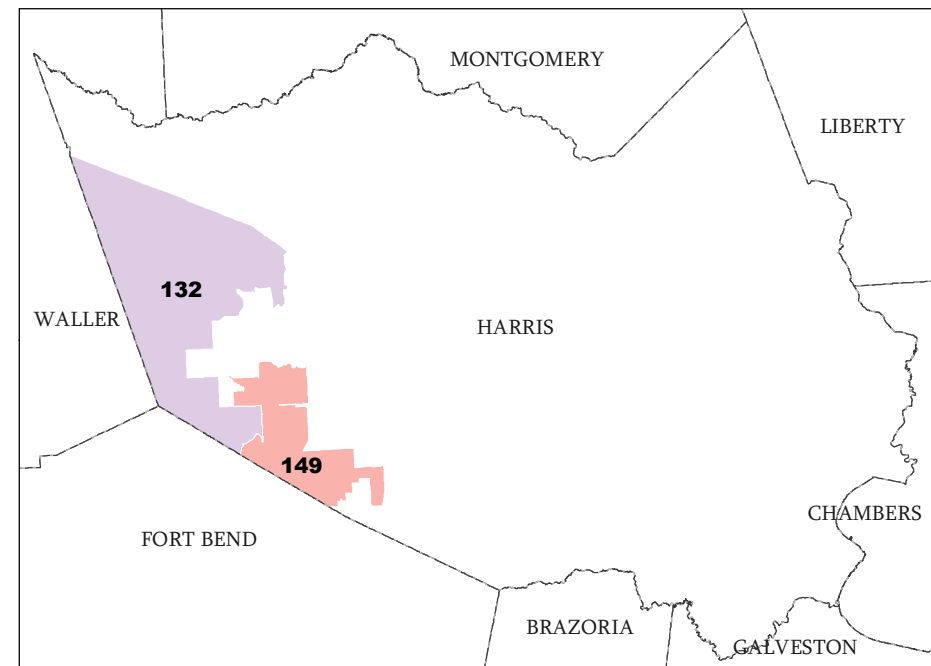 MONTGOMERY
LIBERTY
132
WALLER
HARRIS
149
CHAMBERS
FORT BEND
BRAZORIA
GALVESTON